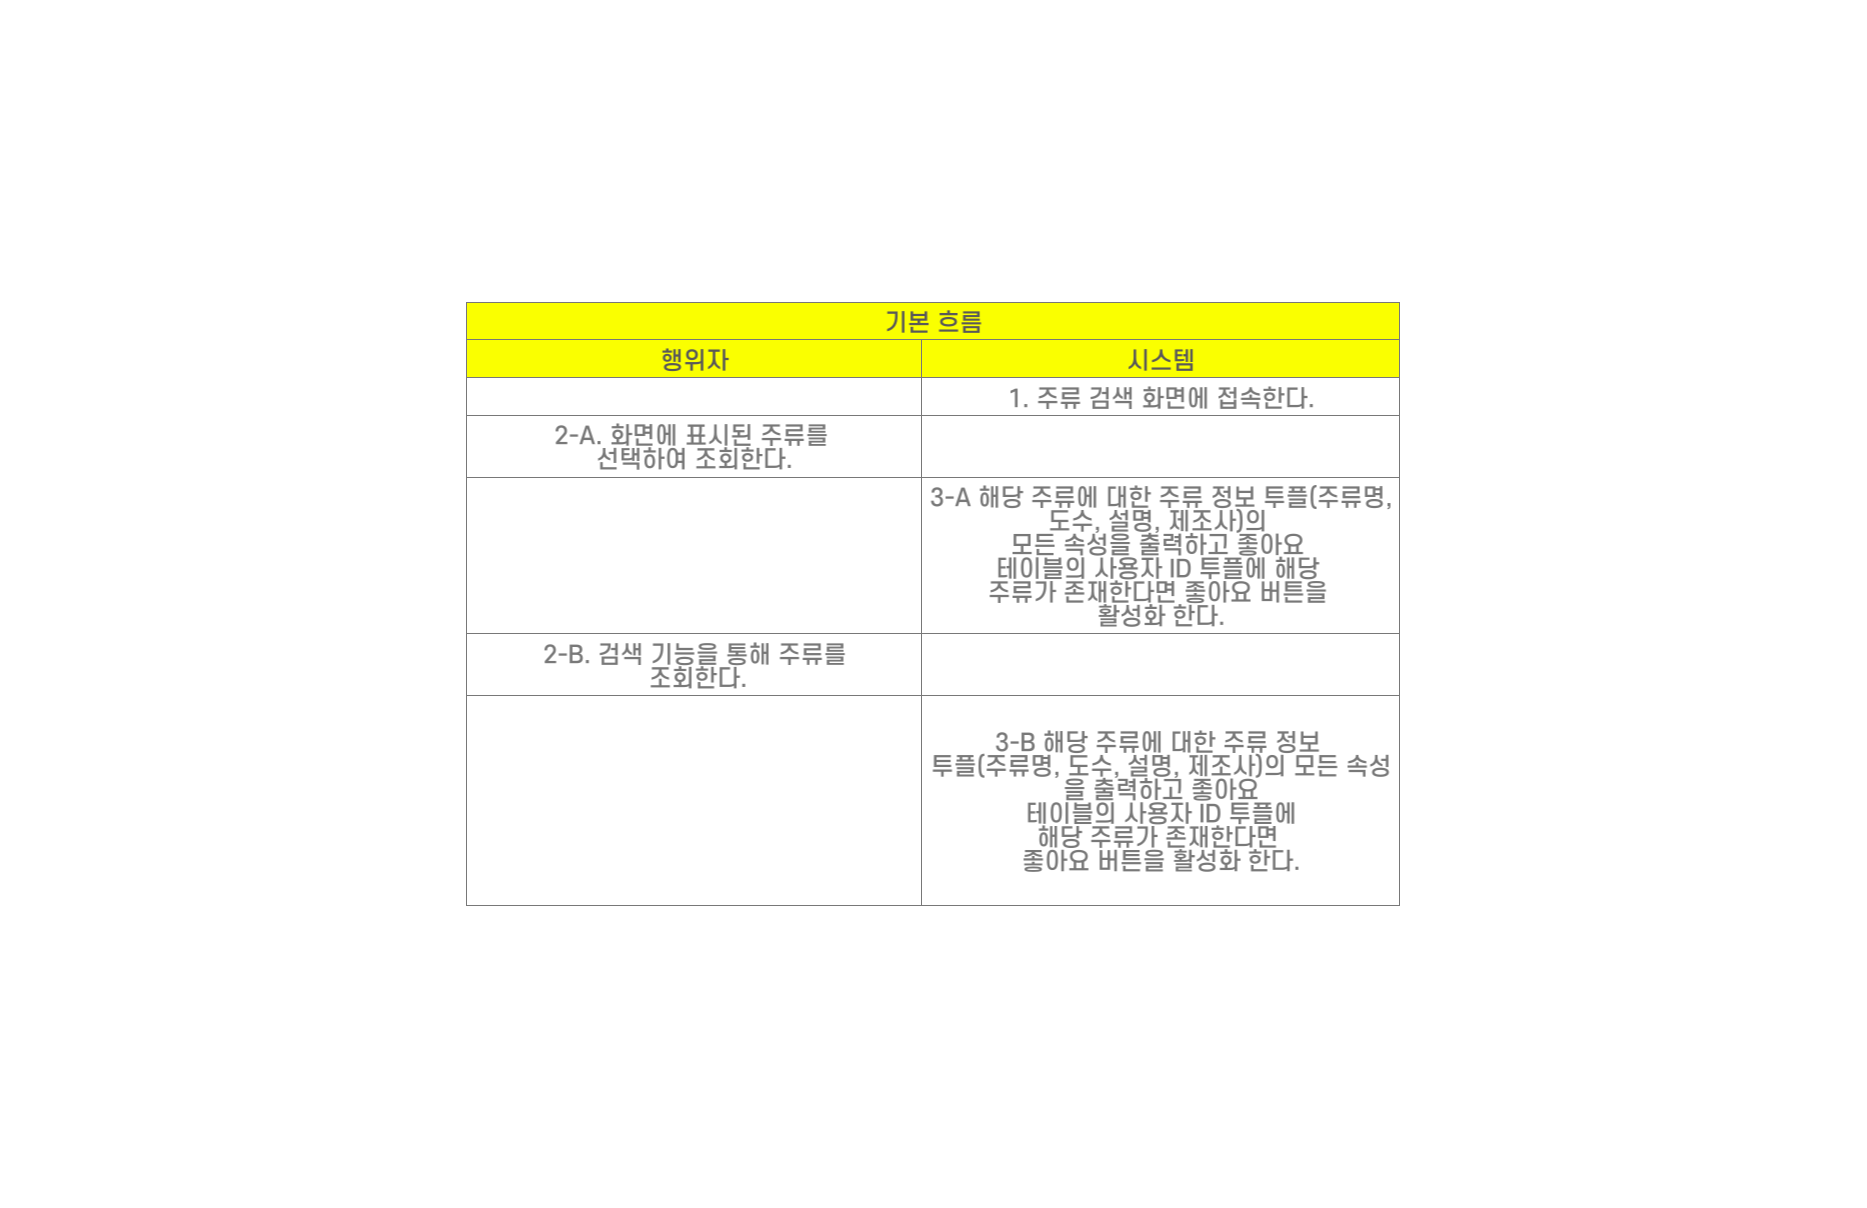 기본 흐름
행위자
시스템
1. 주류 검색 화면에 접속한다.
2-A. 화면에 표시된 주류를
선택하여 조회한다.
3-A 해당 주류에 대한 주류 정보 투플(주류명,
도수, 설명, 제조사)의
모든 속성을 출력하고 좋아요
테이블의 사용자 ID 투플에 해당
주류가 존재한다면 좋아요 버튼을
활성화 한다.
2-B. 검색 기능을 통해 주류를
조회한다.
3-B 해당 주류에 대한 주류 정보
투플(주류명, 도수, 설명, 제조사)의 모든 속성
을 출력하고 좋아요
테이블의 사용자 ID 투플에
해당 주류가 존재한다면
좋아요 버튼을 활성화 한다.